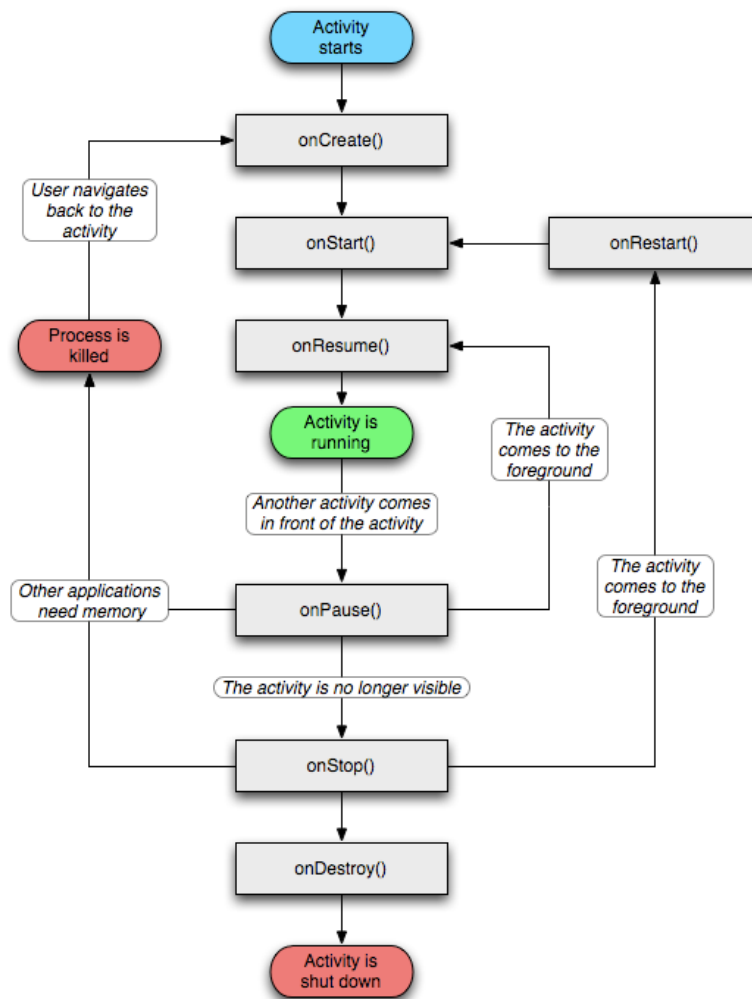 Activity
starts
onCreate()
User navigates
back to the
activity
onStart()
onRestart()
Process is
killed
onResume()
Activity is
running
The activity
comes to the
foreground
Another activity comes
in front of the activity
The activity
comes to the
foreground
Other applications
need memory
onPause()
The activity is no longer visible
onStop()
onDestroy()
Activity is
shut down